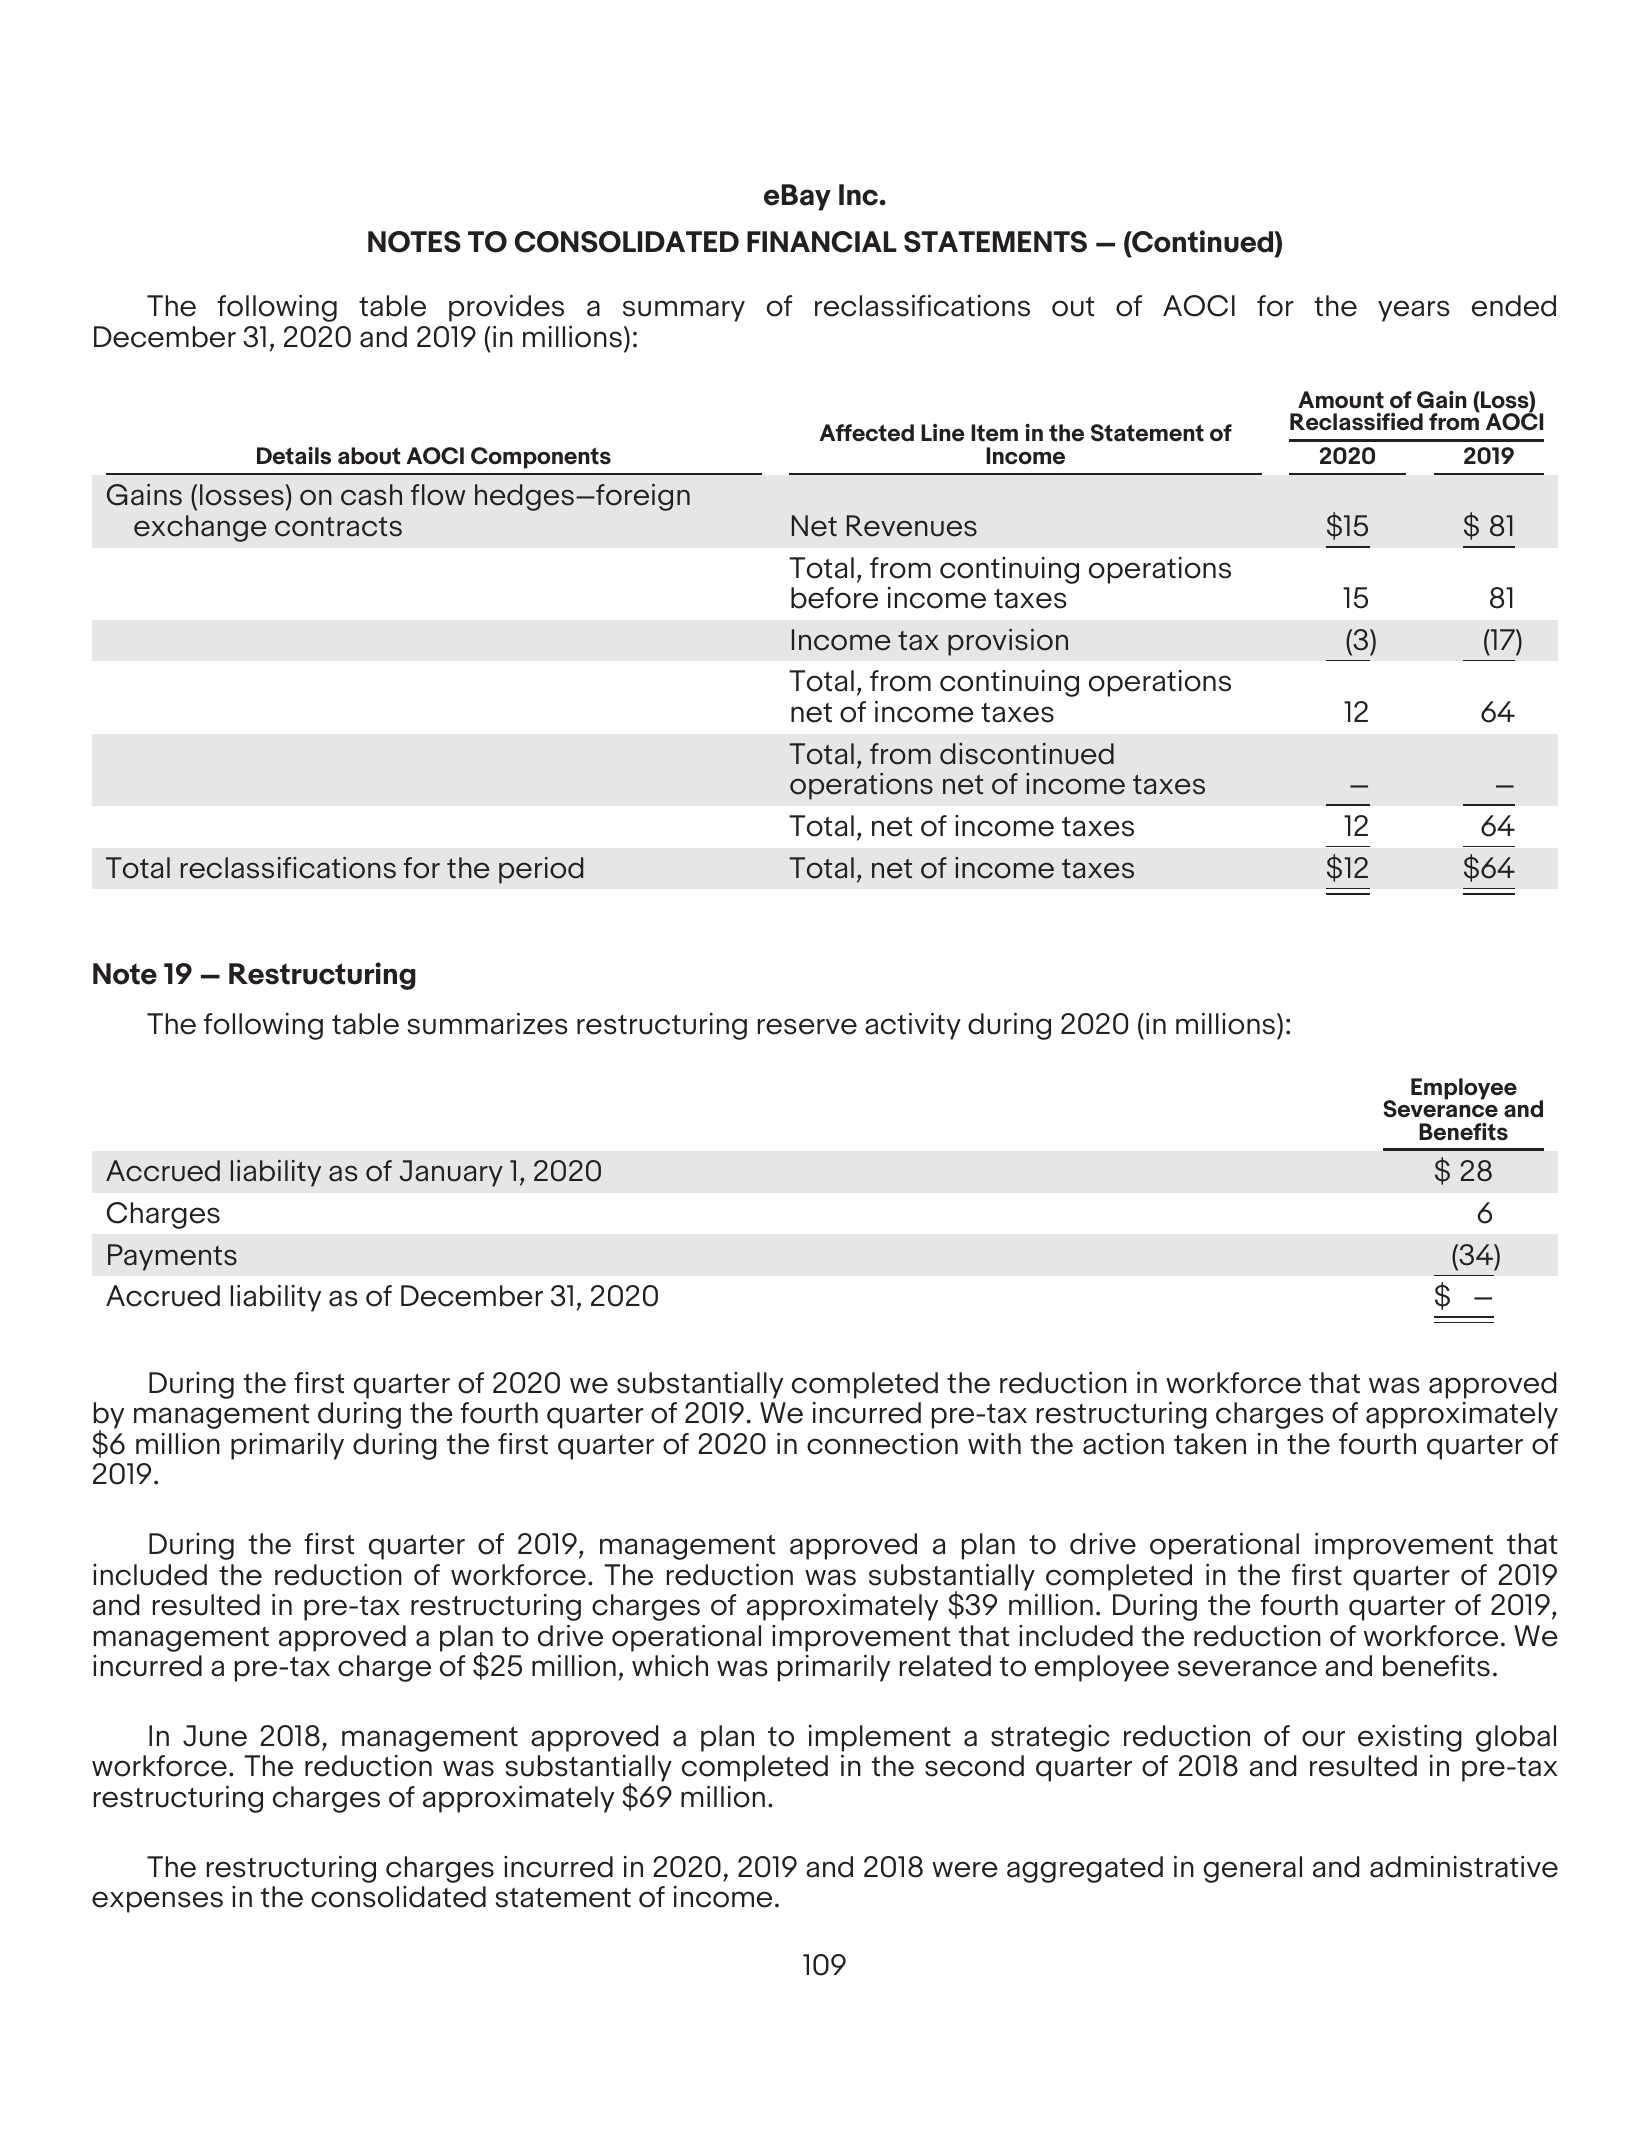 eBay Inc.
NOTES TO CONSOLIDATED FINANCIAL STATEMENTS — (Continued)
The following table provides a summary of reclassifications out of AOCI for the years ended
December 31, 2020 and 2019 (in millions):
Amount of Gain (Loss)
Reclassified from AOCI
Details about AOCI Components Affected Line Item in the Statement of Income 2020 2019
Gains (losses) on cash flow hedges—foreign
exchange contracts Net Revenues $15 $ 81
Total, from continuing operations
before income taxes 15 81
Income tax provision (3) (17)
Total, from continuing operations
net of income taxes 12 64
Total, from discontinued
operations net of income taxes — —
Total, net of income taxes 12 64
Total reclassifications for the period Total, net of income taxes $12 $64
Note 19 — Restructuring
The following table summarizes restructuring reserve activity during 2020 (in millions):
Employee
Severance and
Benefits
Accrued liability as of January 1, 2020 $ 28
Charges 6
Payments (34)
Accrued liability as of December 31, 2020 $ —
During the first quarter of 2020 we substantially completed the reduction in workforce that was approved
by management during the fourth quarter of 2019. We incurred pre-tax restructuring charges of approximately
$6 million primarily during the first quarter of 2020 in connection with the action taken in the fourth quarter of
2019.
During the first quarter of 2019, management approved a plan to drive operational improvement that
included the reduction of workforce. The reduction was substantially completed in the first quarter of 2019
and resulted in pre-tax restructuring charges of approximately $39 million. During the fourth quarter of 2019,
management approved a plan to drive operational improvement that included the reduction of workforce. We
incurred a pre-tax charge of $25 million, which was primarily related to employee severance and benefits.
In June 2018, management approved a plan to implement a strategic reduction of our existing global
workforce. The reduction was substantially completed in the second quarter of 2018 and resulted in pre-tax
restructuring charges of approximately $69 million.
The restructuring charges incurred in 2020, 2019 and 2018 were aggregated in general and administrative
expenses in the consolidated statement of income.
109